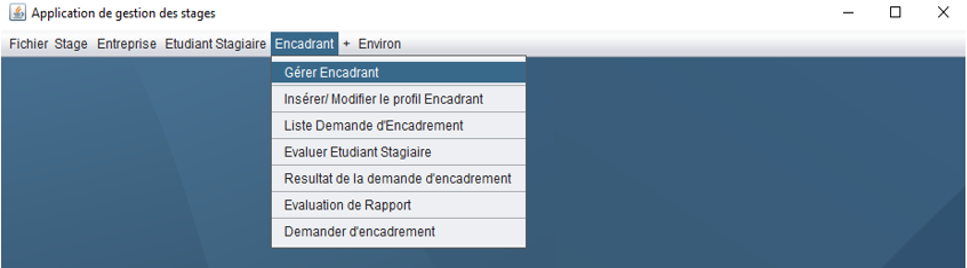 Application de gestion des stages
Fichier Stage Entreprise Etudiant Stagiaire Encadrant + Environ
Gérer Encadrant
Insérer/ Modifier le profil Encadrant
Liste Demande d'Encadrement
Evaluer Etudiant Stagiaire
Resultat de la demande d'encadrement
Evaluation de Rapport
Demander d'encadrement